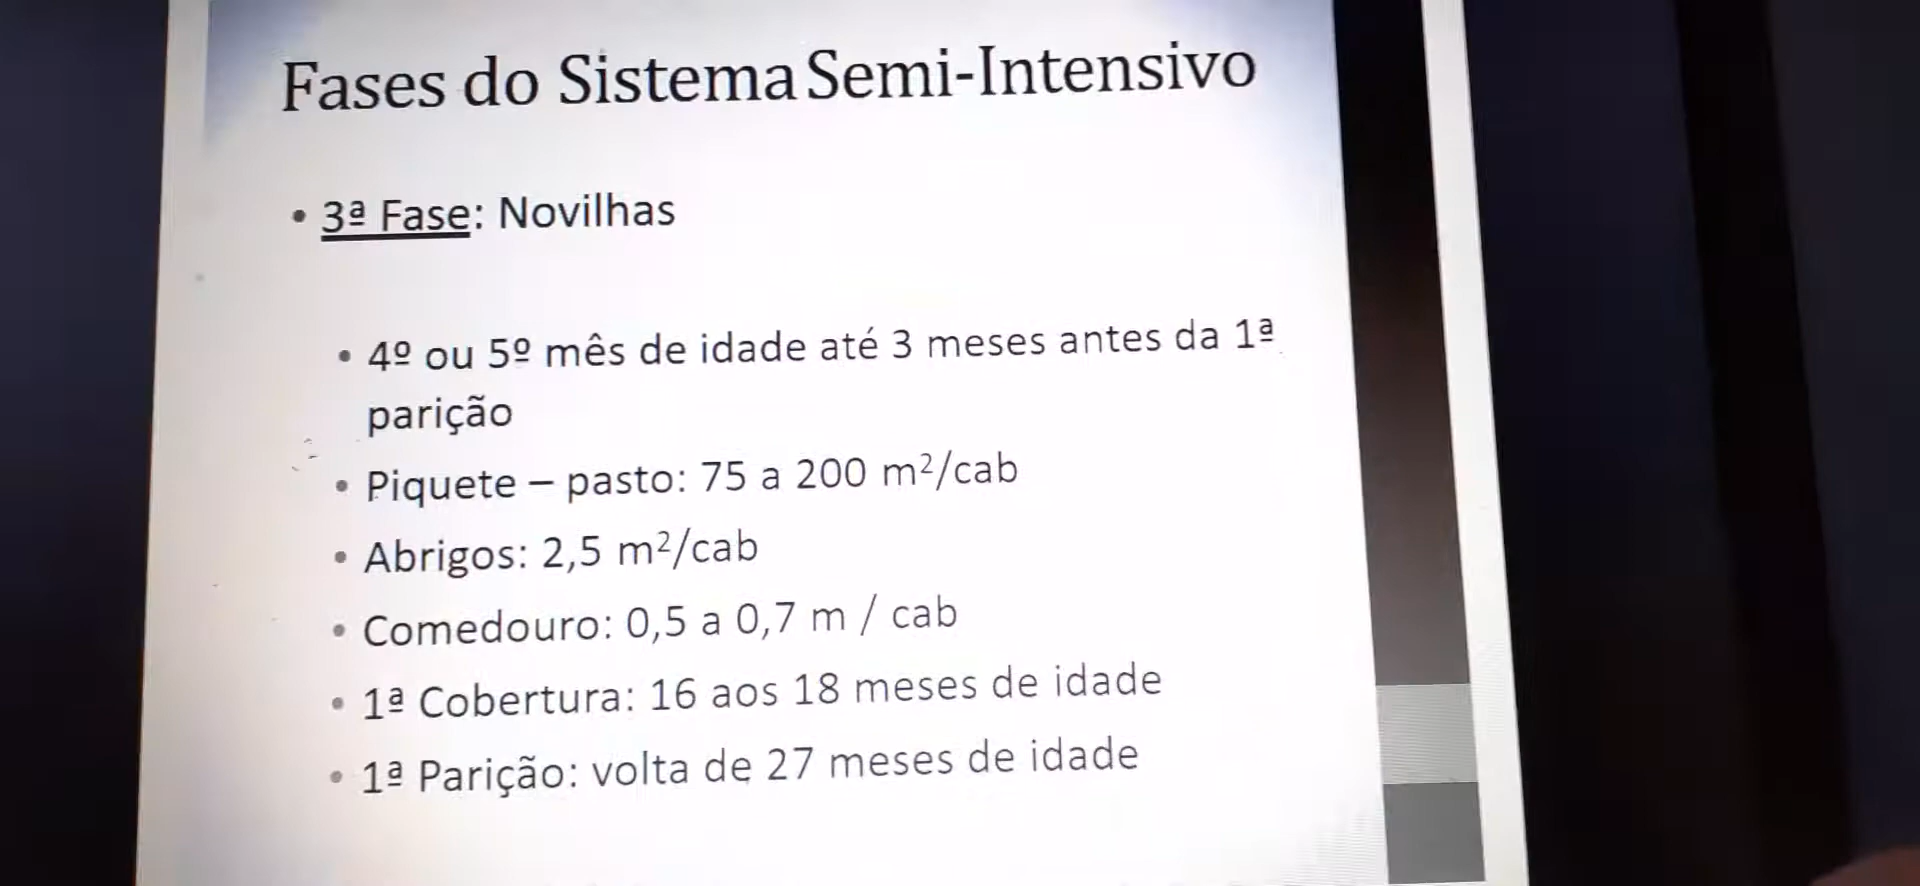 Fases do Sistema Semi-Intensivo
• 3ª Fase: Novilhas
• 4º ou 5º mês de idade até 3 meses antes da 1ª
parição
• Piquete – pasto: 75 a 200 m²/cab
• Abrigos: 2,5 m²/cab
• Comedouro: 0,5 a 0,7 m / cab
• 1ª Cobertura: 16 aos 18 meses de idade
• 1ª Parição: volta de 27 meses de idade